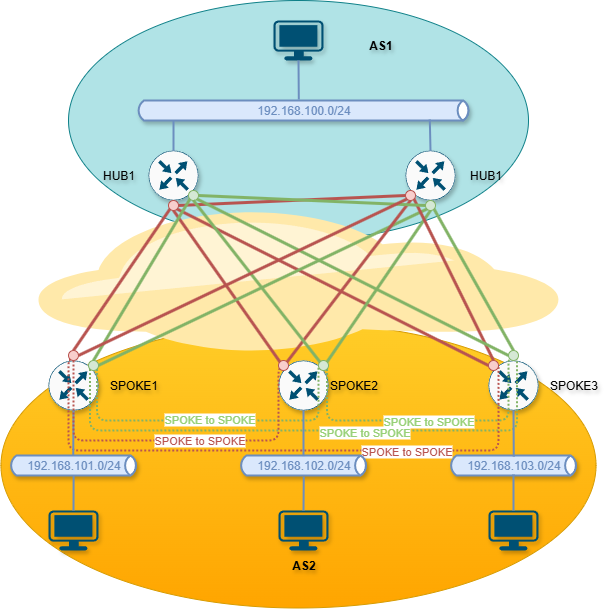 AS1
192.168.100.0/24
HUB1
HUB1
SPOKE1
SPOKE2
SPOKE3
SPOKE to SPOKE
SPOKE to SPOKE
SPOKE to SPOKE
SPOKE to SPOKE
SPOKE to SPOKE
192.168.101.0/24
192.168.102.0/24
192.168.103.0/24
AS2